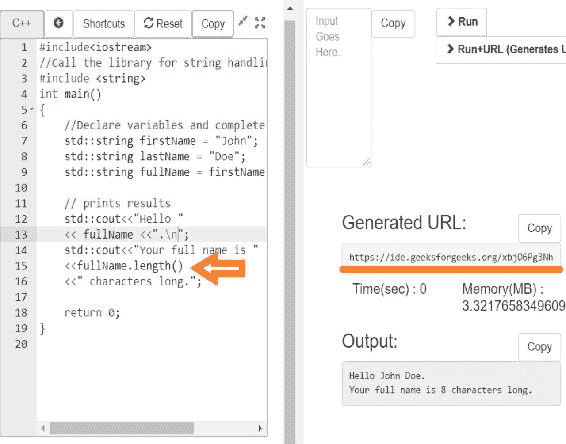 C++ Shortcuts Reset Copy
1 #include<iostream>
2 //Call the library for string handlin
3 #include <string>
4 int main()
5 {
6 //Declare variables and complete
7 std::string firstName = "John";
8 std::string lastName = "Doe";
9 std::string fullName = firstName
10
11 // prints results
12 std::cout<<"Hello "
13 << fullName <<".\n";
14 std::cout<<"Your full name is "
15 <<fullName.length()
16 <<" characters long.";
17
18 return 0;
19 }
20
Input
Goes
Here..
Copy
Run
Run+URL (Generates U
Generated URL:
Copy
https://ide.geeksforgeeks.org/xbjO6Pg3Nh
Time(sec) : 0 Memory(MB) :
3.3217658349609
Output:
Copy
Hello John Doe.
Your full name is 8 characters long.